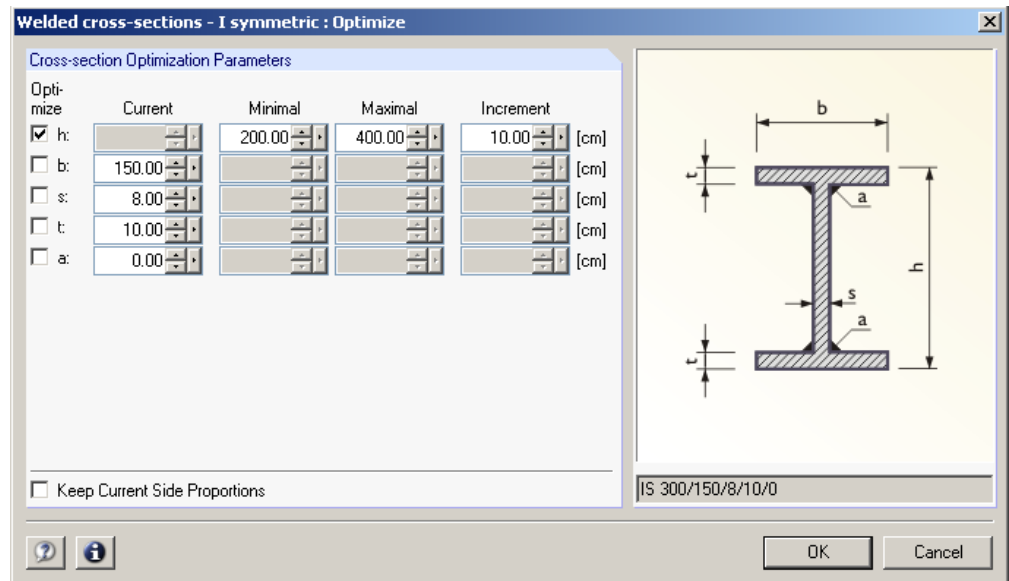 Welded cross-sections - I symmetric : Optimize
Cross-section Optimization Parameters
Opti-
mize Current Minimal Maximal Increment
h: 200.00 400.00 10.00 [cm]
b: 150.00 [cm]
s: 8.00 [cm]
t: 10.00 [cm]
a: 0.00 [cm]
Keep Current Side Proportions
b
t
a
h
s
a
t
IS 300/150/8/10/0
OK Cancel